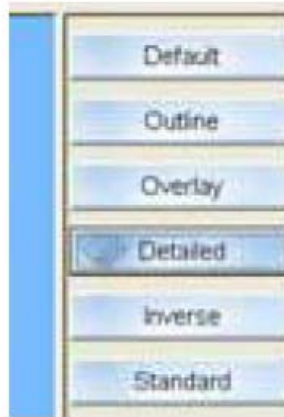 Default
Outline
Overlay
Detailed
Inverse
Standard